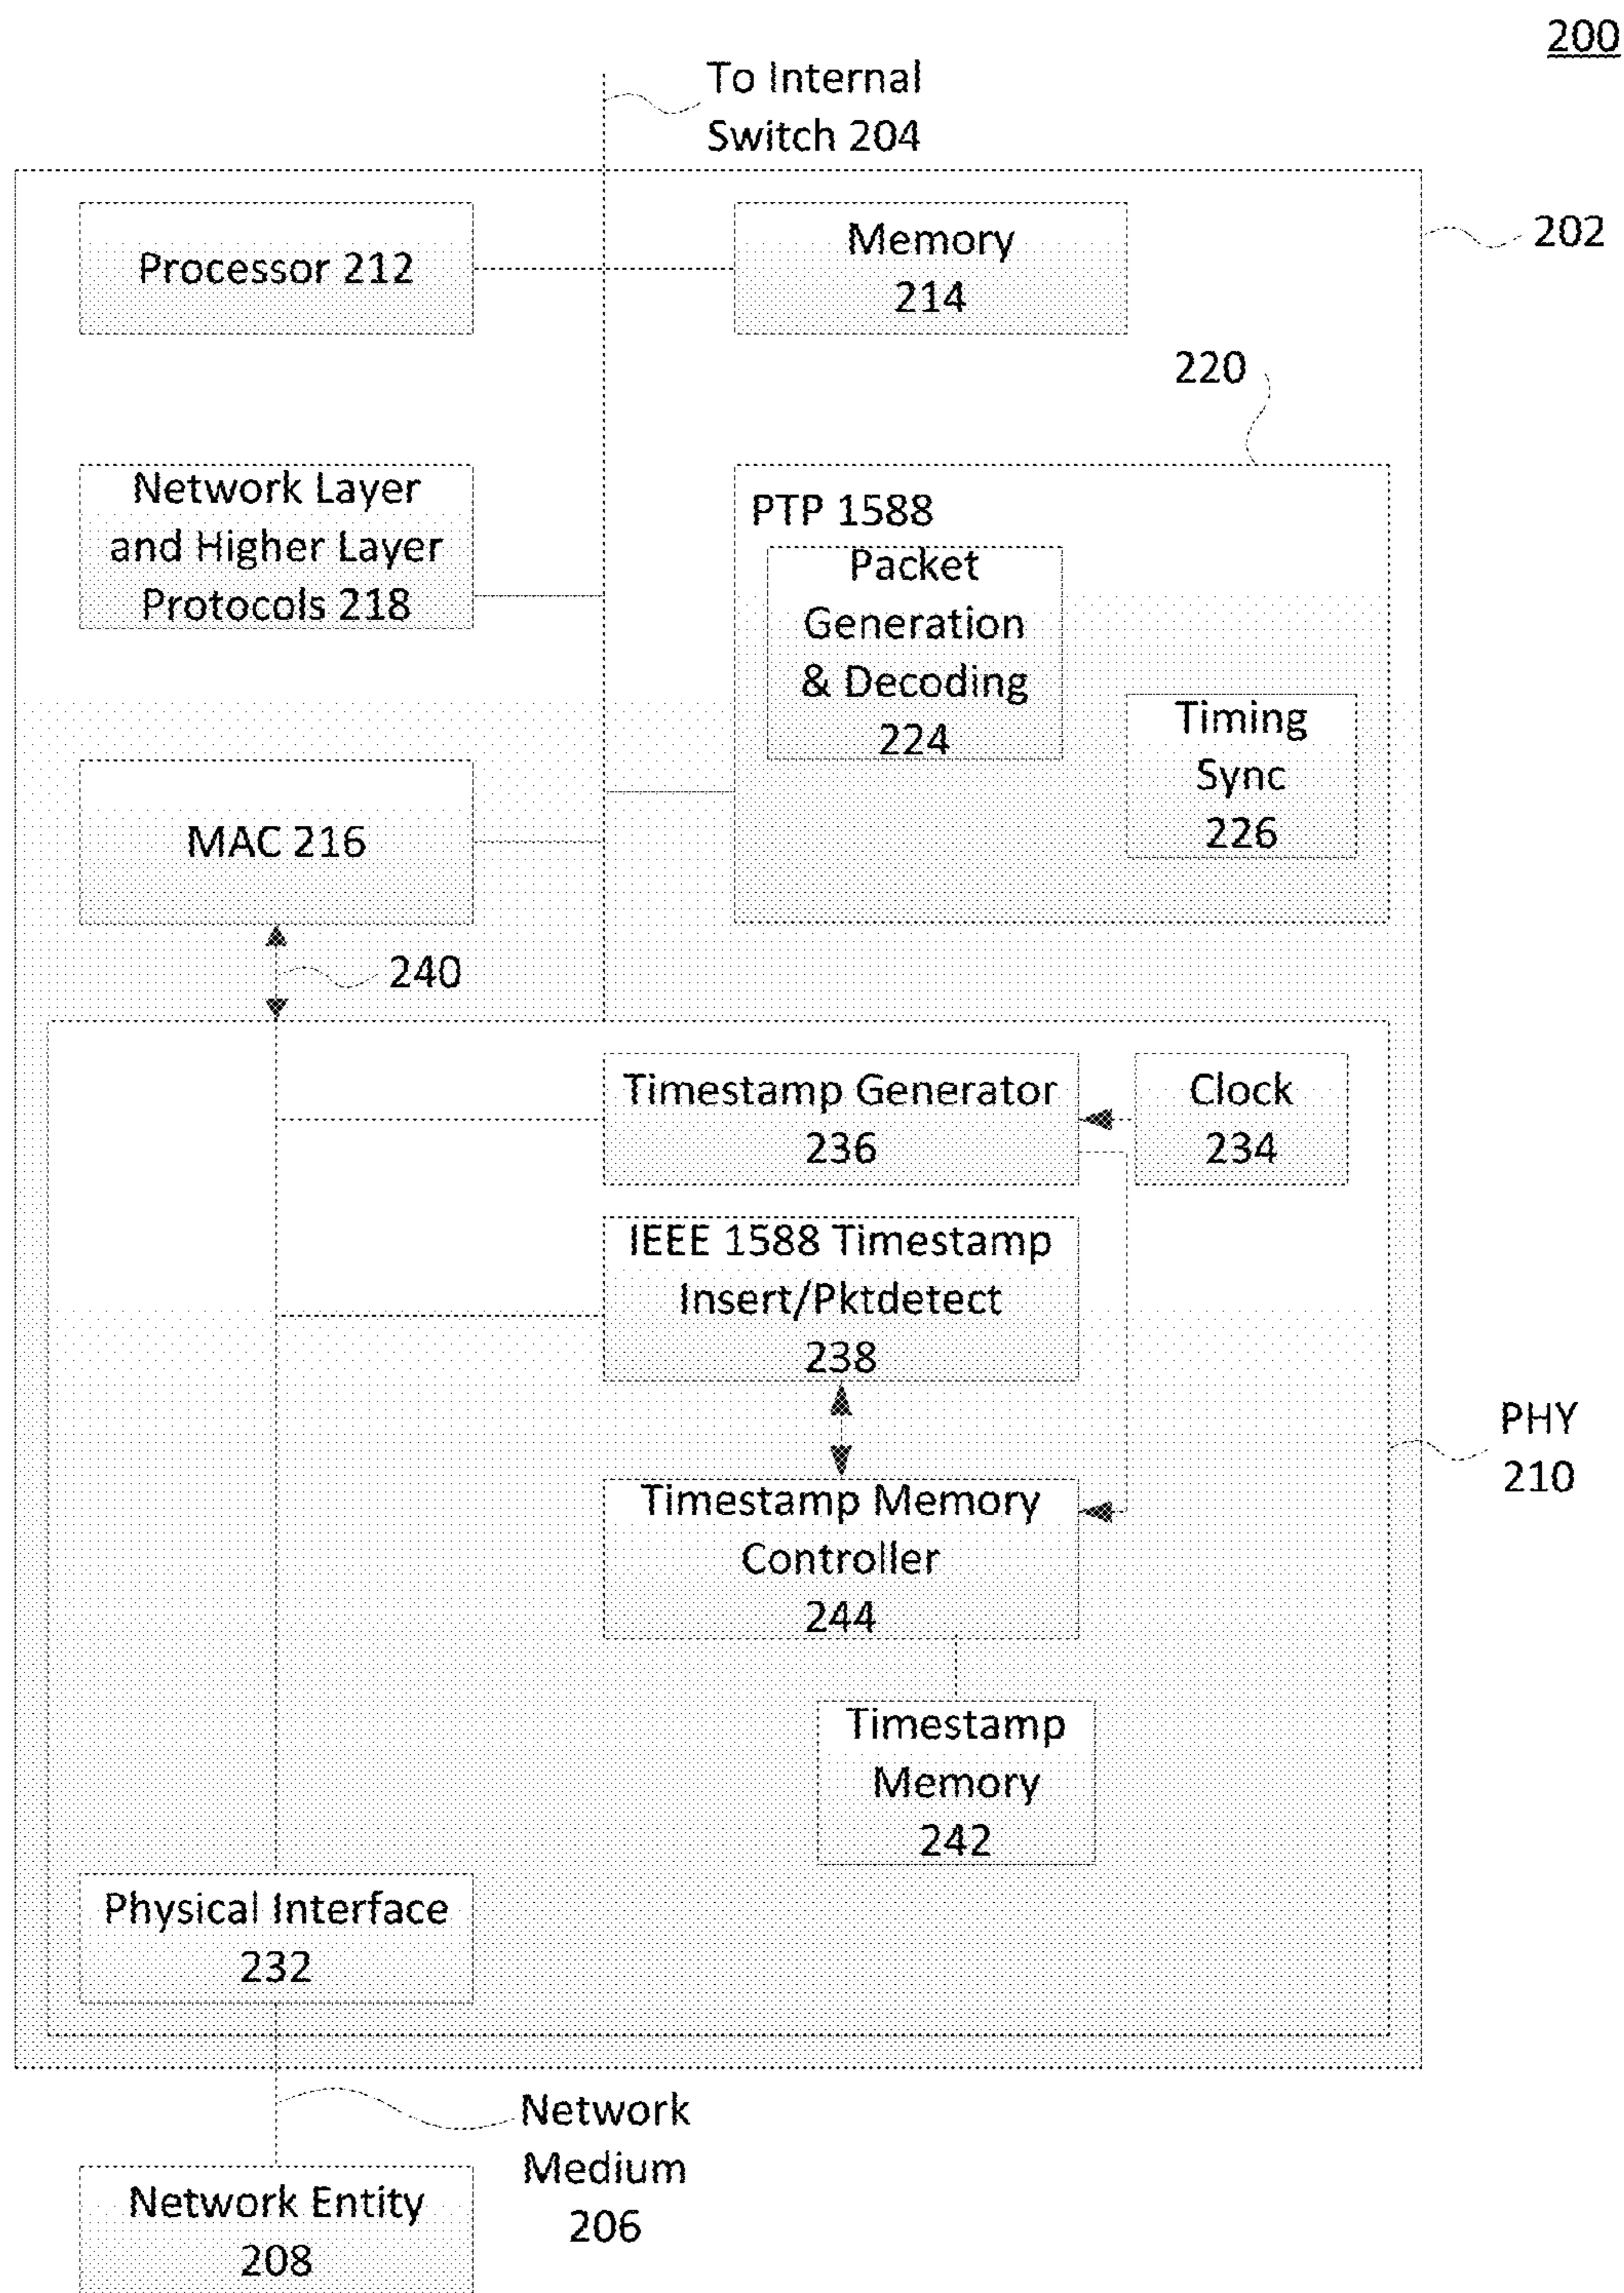 200
To Internal
Switch 204
Processor 212
Memory
214
202
220
Network Layer
and Higher Layer
Protocols 218
PTP 1588
Packet
Generation
& Decoding
224
Timing
Sync
226
MAC 216
240
Timestamp Generator
236
Clock
234
IEEE 1588 Timestamp
Insert/Pktdetect
238
PHY
210
Timestamp Memory
Controller
244
Timestamp
Memory
242
Physical Interface
232
Network
Medium
206
Network Entity
208